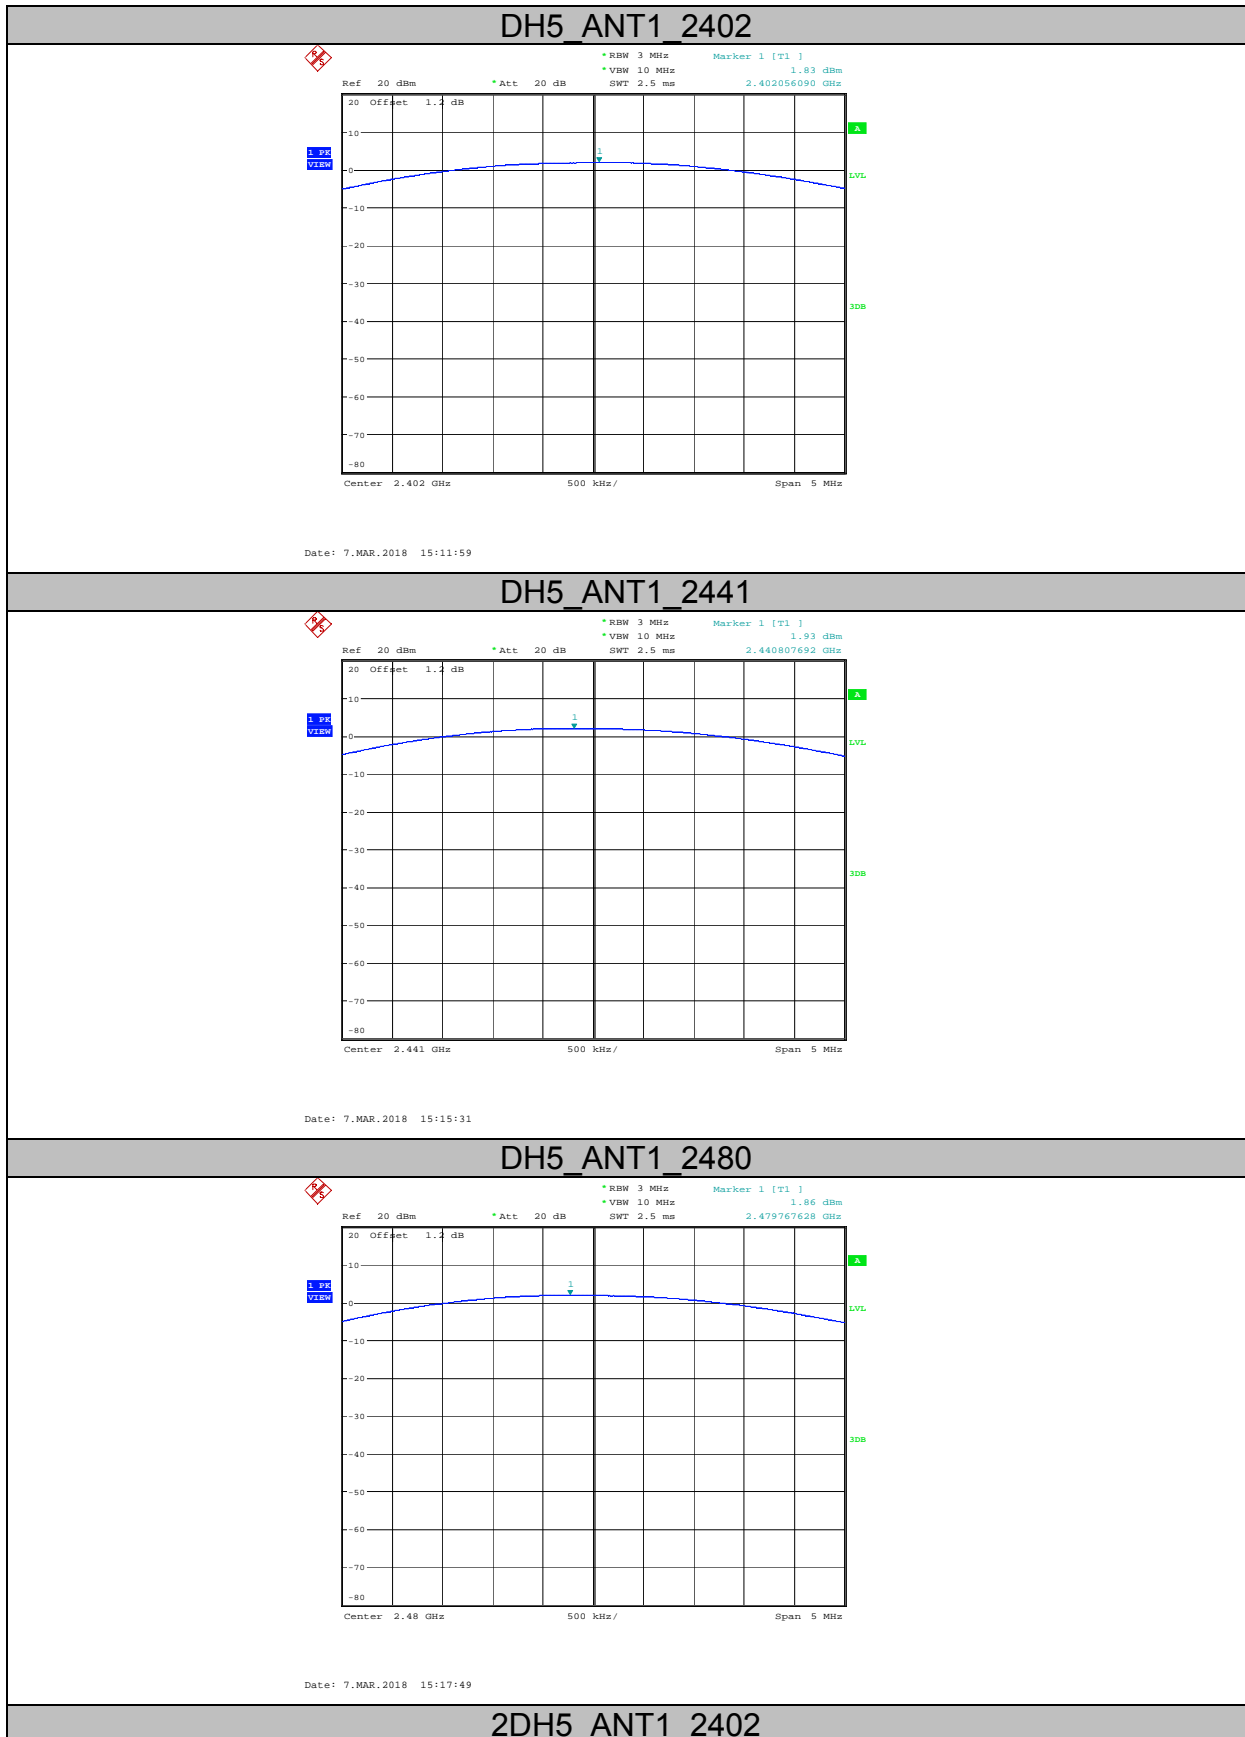 DH5_ANT1_2402
R S
* RBW 3 MHz Marker 1 [T1 ]
* VBW 10 MHz 1.83 dBm
Ref 20 dBm * Att 20 dB SWT 2.5 ms 2.402056090 GHz
20 Offset 1.2 dB
A
10
1 PK
VIEW
1
0
LVL
-10
-20
-30
3DB
-40
-50
-60
-70
-80
Center 2.402 GHz 500 kHz/ Span 5 MHz
Date: 7.MAR.2018 15:11:59
DH5_ANT1_2441
R S
* RBW 3 MHz Marker 1 [T1 ]
* VBW 10 MHz 1.93 dBm
Ref 20 dBm * Att 20 dB SWT 2.5 ms 2.440807692 GHz
20 Offset 1.2 dB
A
10
1 PK
VIEW
1
0
LVL
-10
-20
-30
3DB
-40
-50
-60
-70
-80
Center 2.441 GHz 500 kHz/ Span 5 MHz
Date: 7.MAR.2018 15:15:31
DH5_ANT1_2480
R S
* RBW 3 MHz Marker 1 [T1 ]
* VBW 10 MHz 1.86 dBm
Ref 20 dBm * Att 20 dB SWT 2.5 ms 2.479767628 GHz
20 Offset 1.2 dB
A
10
1 PK
VIEW
1
0
LVL
-10
-20
-30
3DB
-40
-50
-60
-70
-80
Center 2.48 GHz 500 kHz/ Span 5 MHz
Date: 7.MAR.2018 15:17:49
2DH5_ANT1_2402